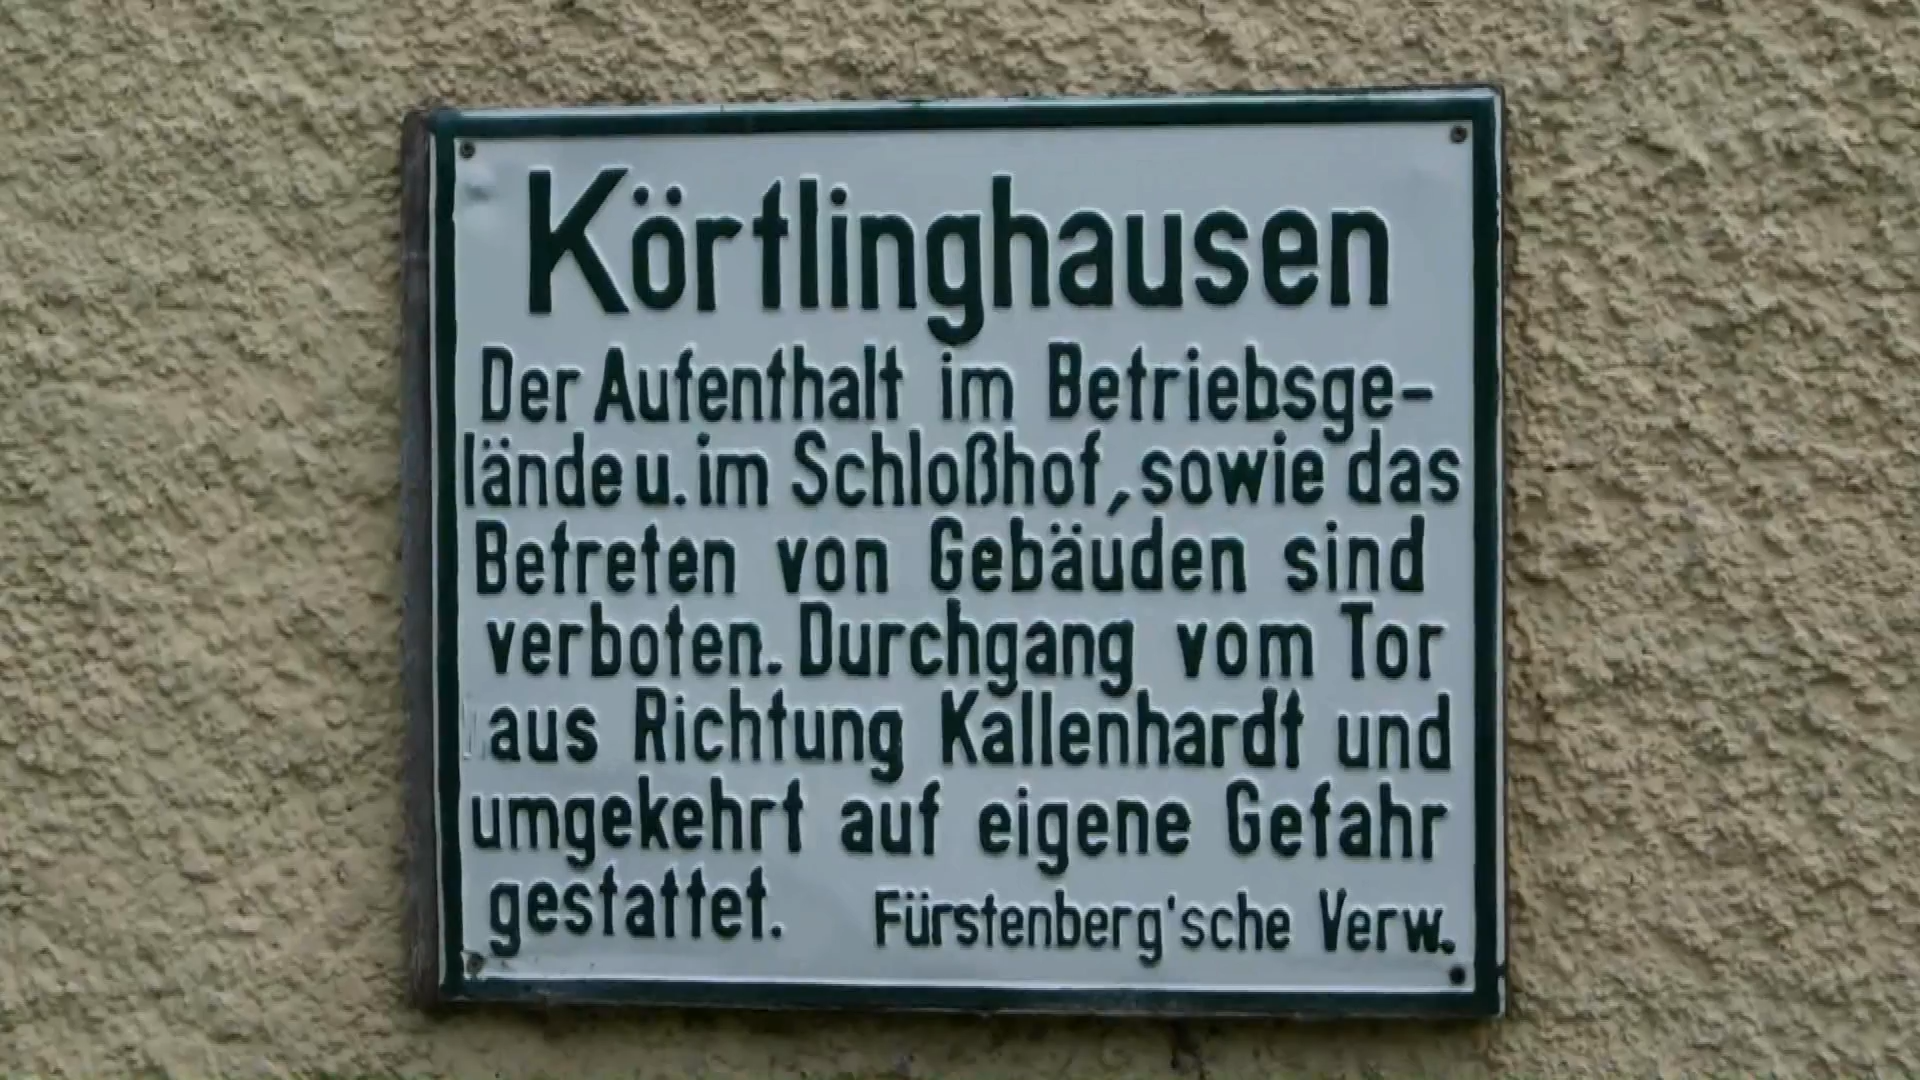 Körtlinghausen
Der Aufenthalt im Betriebsge-
lände u. im Schloßhof, sowie das
Betreten von Gebäuden sind
verboten. Durchgang vom Tor
aus Richtung Kallenhardt und
umgekehrt auf eigene Gefahr
gestattet. Fürstenberg'sche Verw.